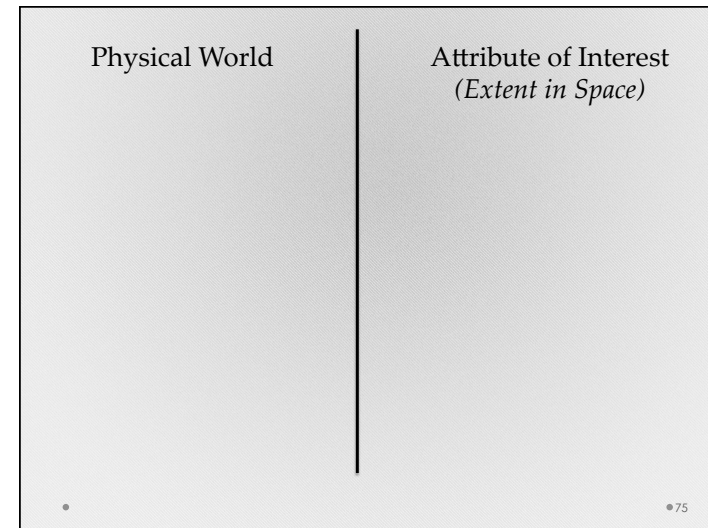 Physical World
Attribute of Interest
(Extent in Space)
75